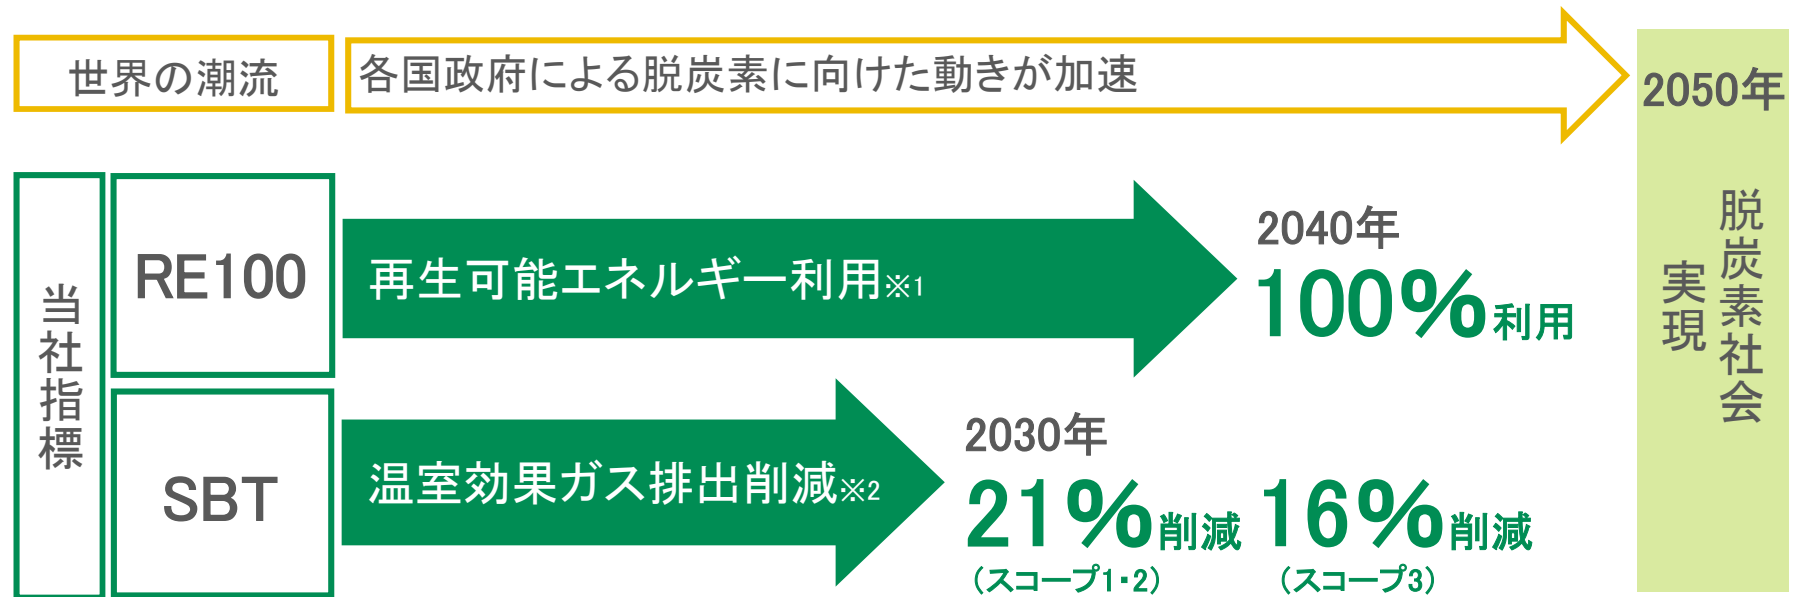 世界の潮流
各国政府による脱炭素に向けた動きが加速
2050年
脱炭素社会
実現
当社指標
RE100
再生可能エネルギー利用※1
2040年
100%利用
SBT
温室効果ガス排出削減※2
2030年
21%削減
(スコープ1・2)
16%削減
(スコープ3)